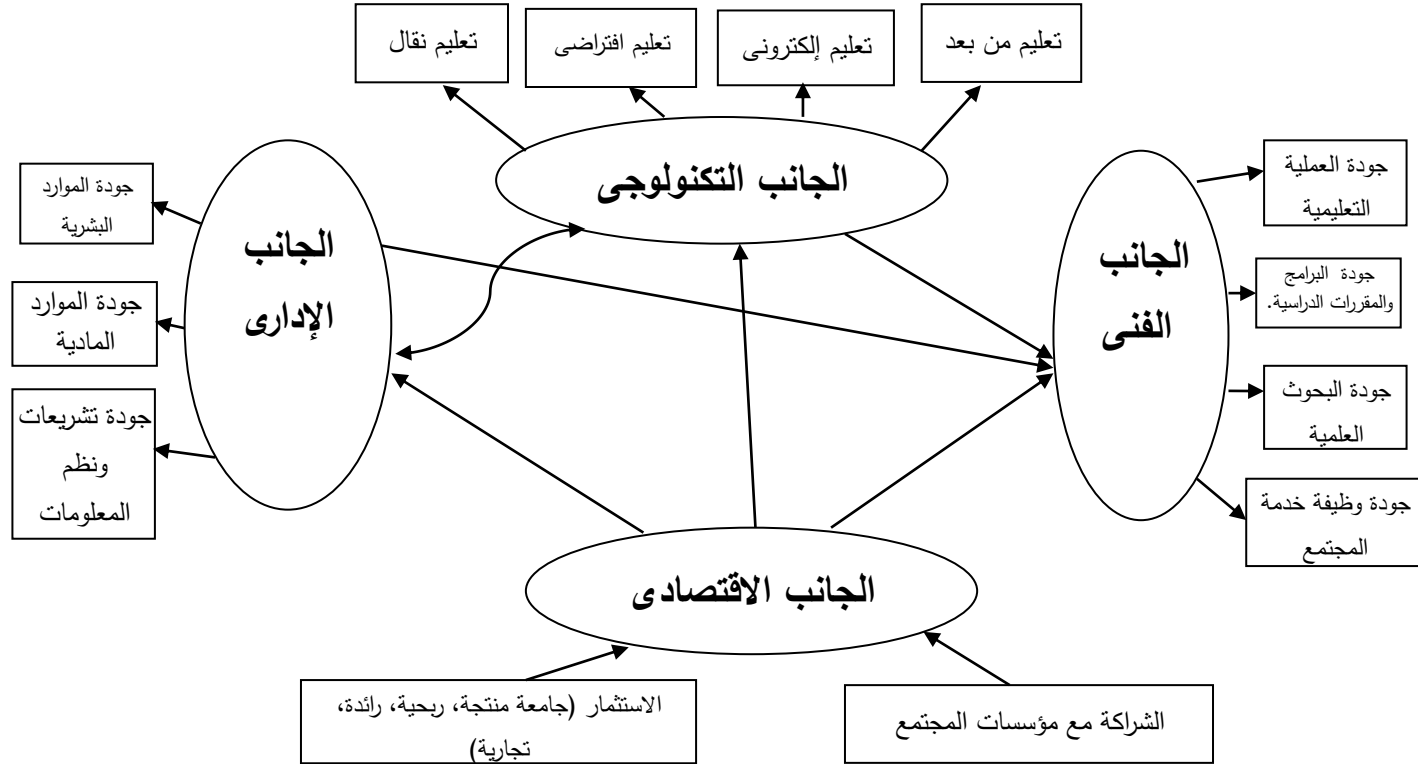 تعليم من بعد
تعليم إلكترونى
تعليم افتراضى
تعليم نقال
الجانب التكنولوجى
جودة العملية
التعليمية
جودة البرامج
والمقررات الدراسية.
جودة البحوث
العلمية
جودة وظيفة خدمة
المجتمع
الجانب
الفنى
الجانب
الإدارى
جودة الموارد
البشرية
جودة الموارد
المادية
جودة تشريعات
ونظم
المعلومات
الجانب الاقتصادى
الشراكة مع مؤسسات المجتمع
الاستثمار (جامعة منتجة، ربحية، رائدة،
تجارية)